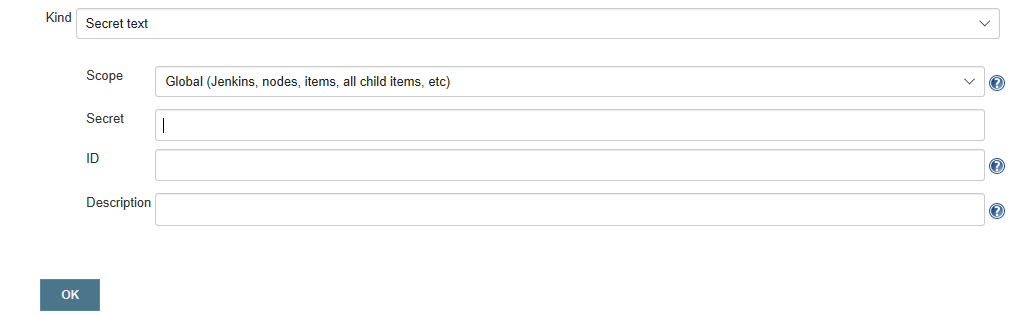 Kind Secret text
Scope Global (Jenkins, nodes, items, all child items, etc) ?
Secret
ID ?
Description ?
OK